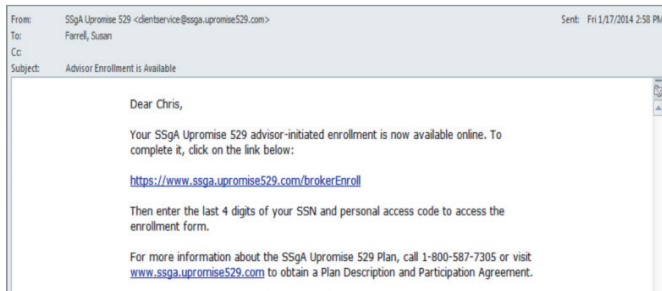 From: SSgA Upromise 529 <clientservice@ssga.upromise529.com> Sent: Fri 1/17/2014 2:58 PM
To: Farrell, Susan
Cc:
Subject: Advisor Enrollment is Available
Dear Chris,
Your SSgA Upromise 529 advisor-initiated enrollment is now available online. To
complete it, click on the link below:
https://www.ssga.upromise529.com/brokerEnroll
Then enter the last 4 digits of your SSN and personal access code to access the
enrollment form.
For more information about the SSgA Upromise 529 Plan, call 1-800-587-7305 or visit
www.ssga.upromise529.com to obtain a Plan Description and Participation Agreement.